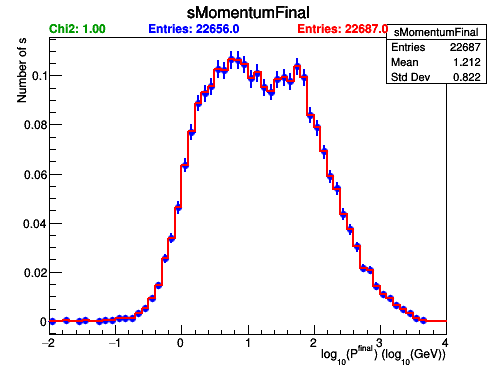 sMomentumFinal
Chi2: 1.00 Entries: 22656.0 Entries: 22687.0
sMomentumFinal
Entries 22687
Mean 1.212
Std Dev 0.822
Number of s
0.1
0.08
0.06
0.04
0.02
0
−2 −1 0 1 2 3 4
log₁₀(Pᶠⁱⁿᵃˡ) (log₁₀(GeV))